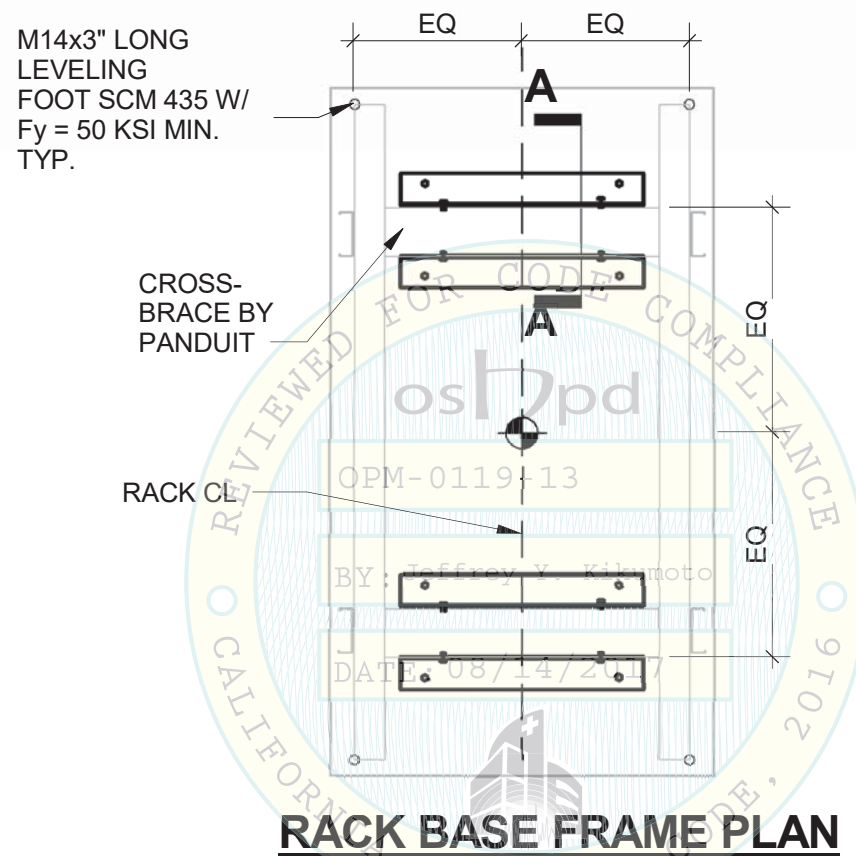 EQ
EQ
M14x3" LONG
LEVELING
FOOT SCM 435 W/
Fy = 50 KSI MIN.
TYP.
A
CROSS-
BRACE BY
PANDUIT
A
EQ
REVIEWED FOR CODE COMPLIANCE
oshpd
OPM-0119-13
RACK CL
EQ
BY: Jeffrey Y. Kikumoto
DATE: 08/14/2017
CALIFORNIA
CODE, 2016
RACK BASE FRAME PLAN